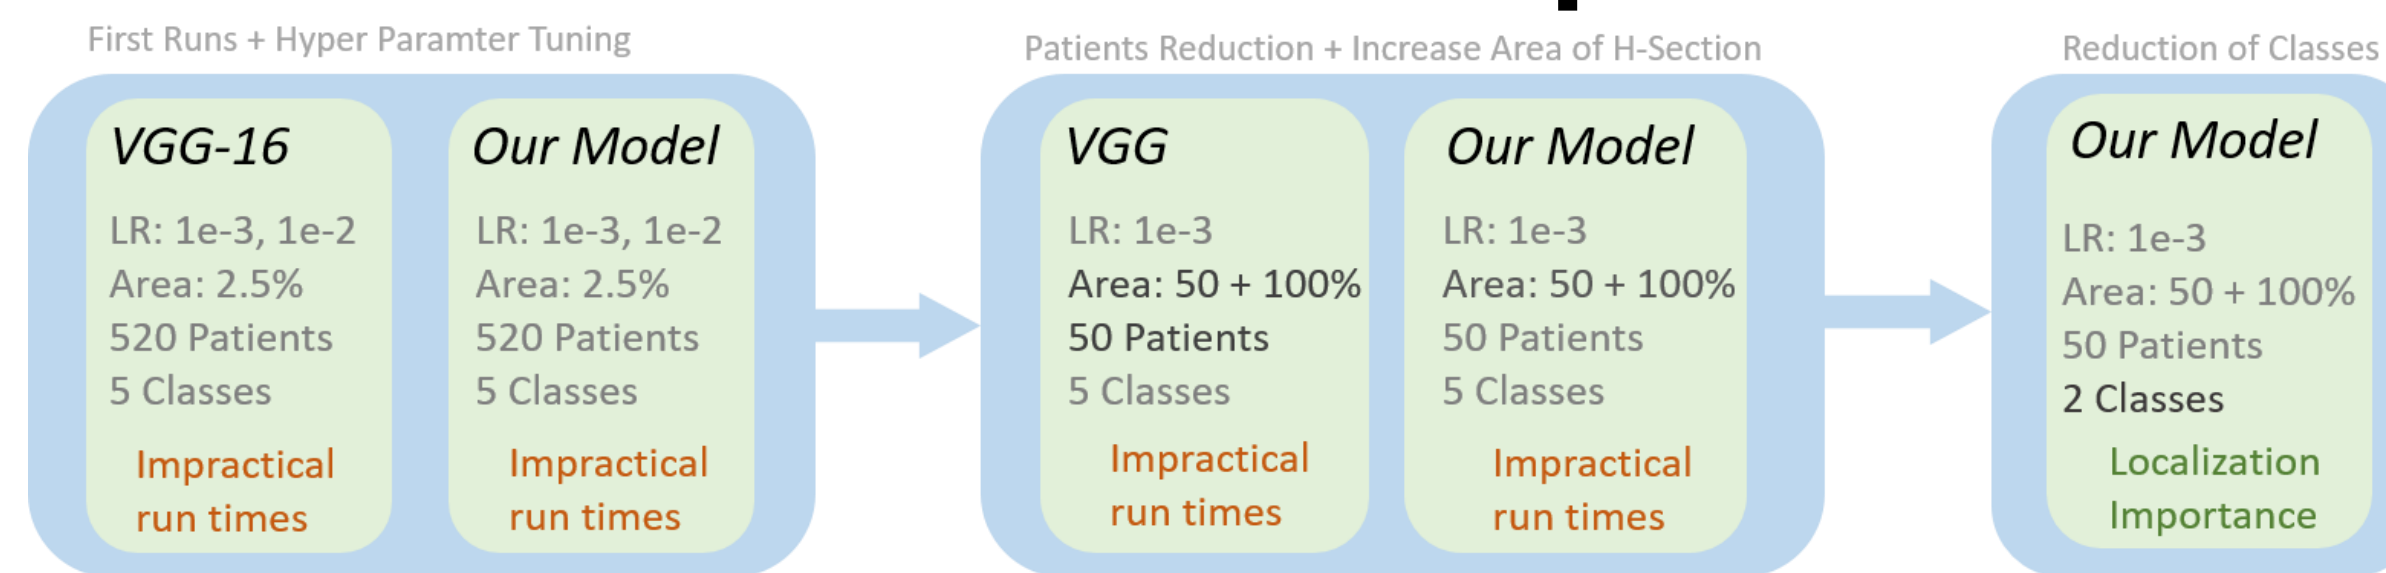 First Runs + Hyper Paramter Tuning
VGG-16
LR: 1e-3, 1e-2
Area: 2.5%
520 Patients
5 Classes
Impractical
run times
Our Model
LR: 1e-3, 1e-2
Area: 2.5%
520 Patients
5 Classes
Impractical
run times
Patients Reduction + Increase Area of H-Section
VGG
LR: 1e-3
Area: 50 + 100%
50 Patients
5 Classes
Impractical
run times
Our Model
LR: 1e-3
Area: 50 + 100%
50 Patients
5 Classes
Impractical
run times
Reduction of Classes
Our Model
LR: 1e-3
Area: 50 + 100%
50 Patients
2 Classes
Localization
Importance